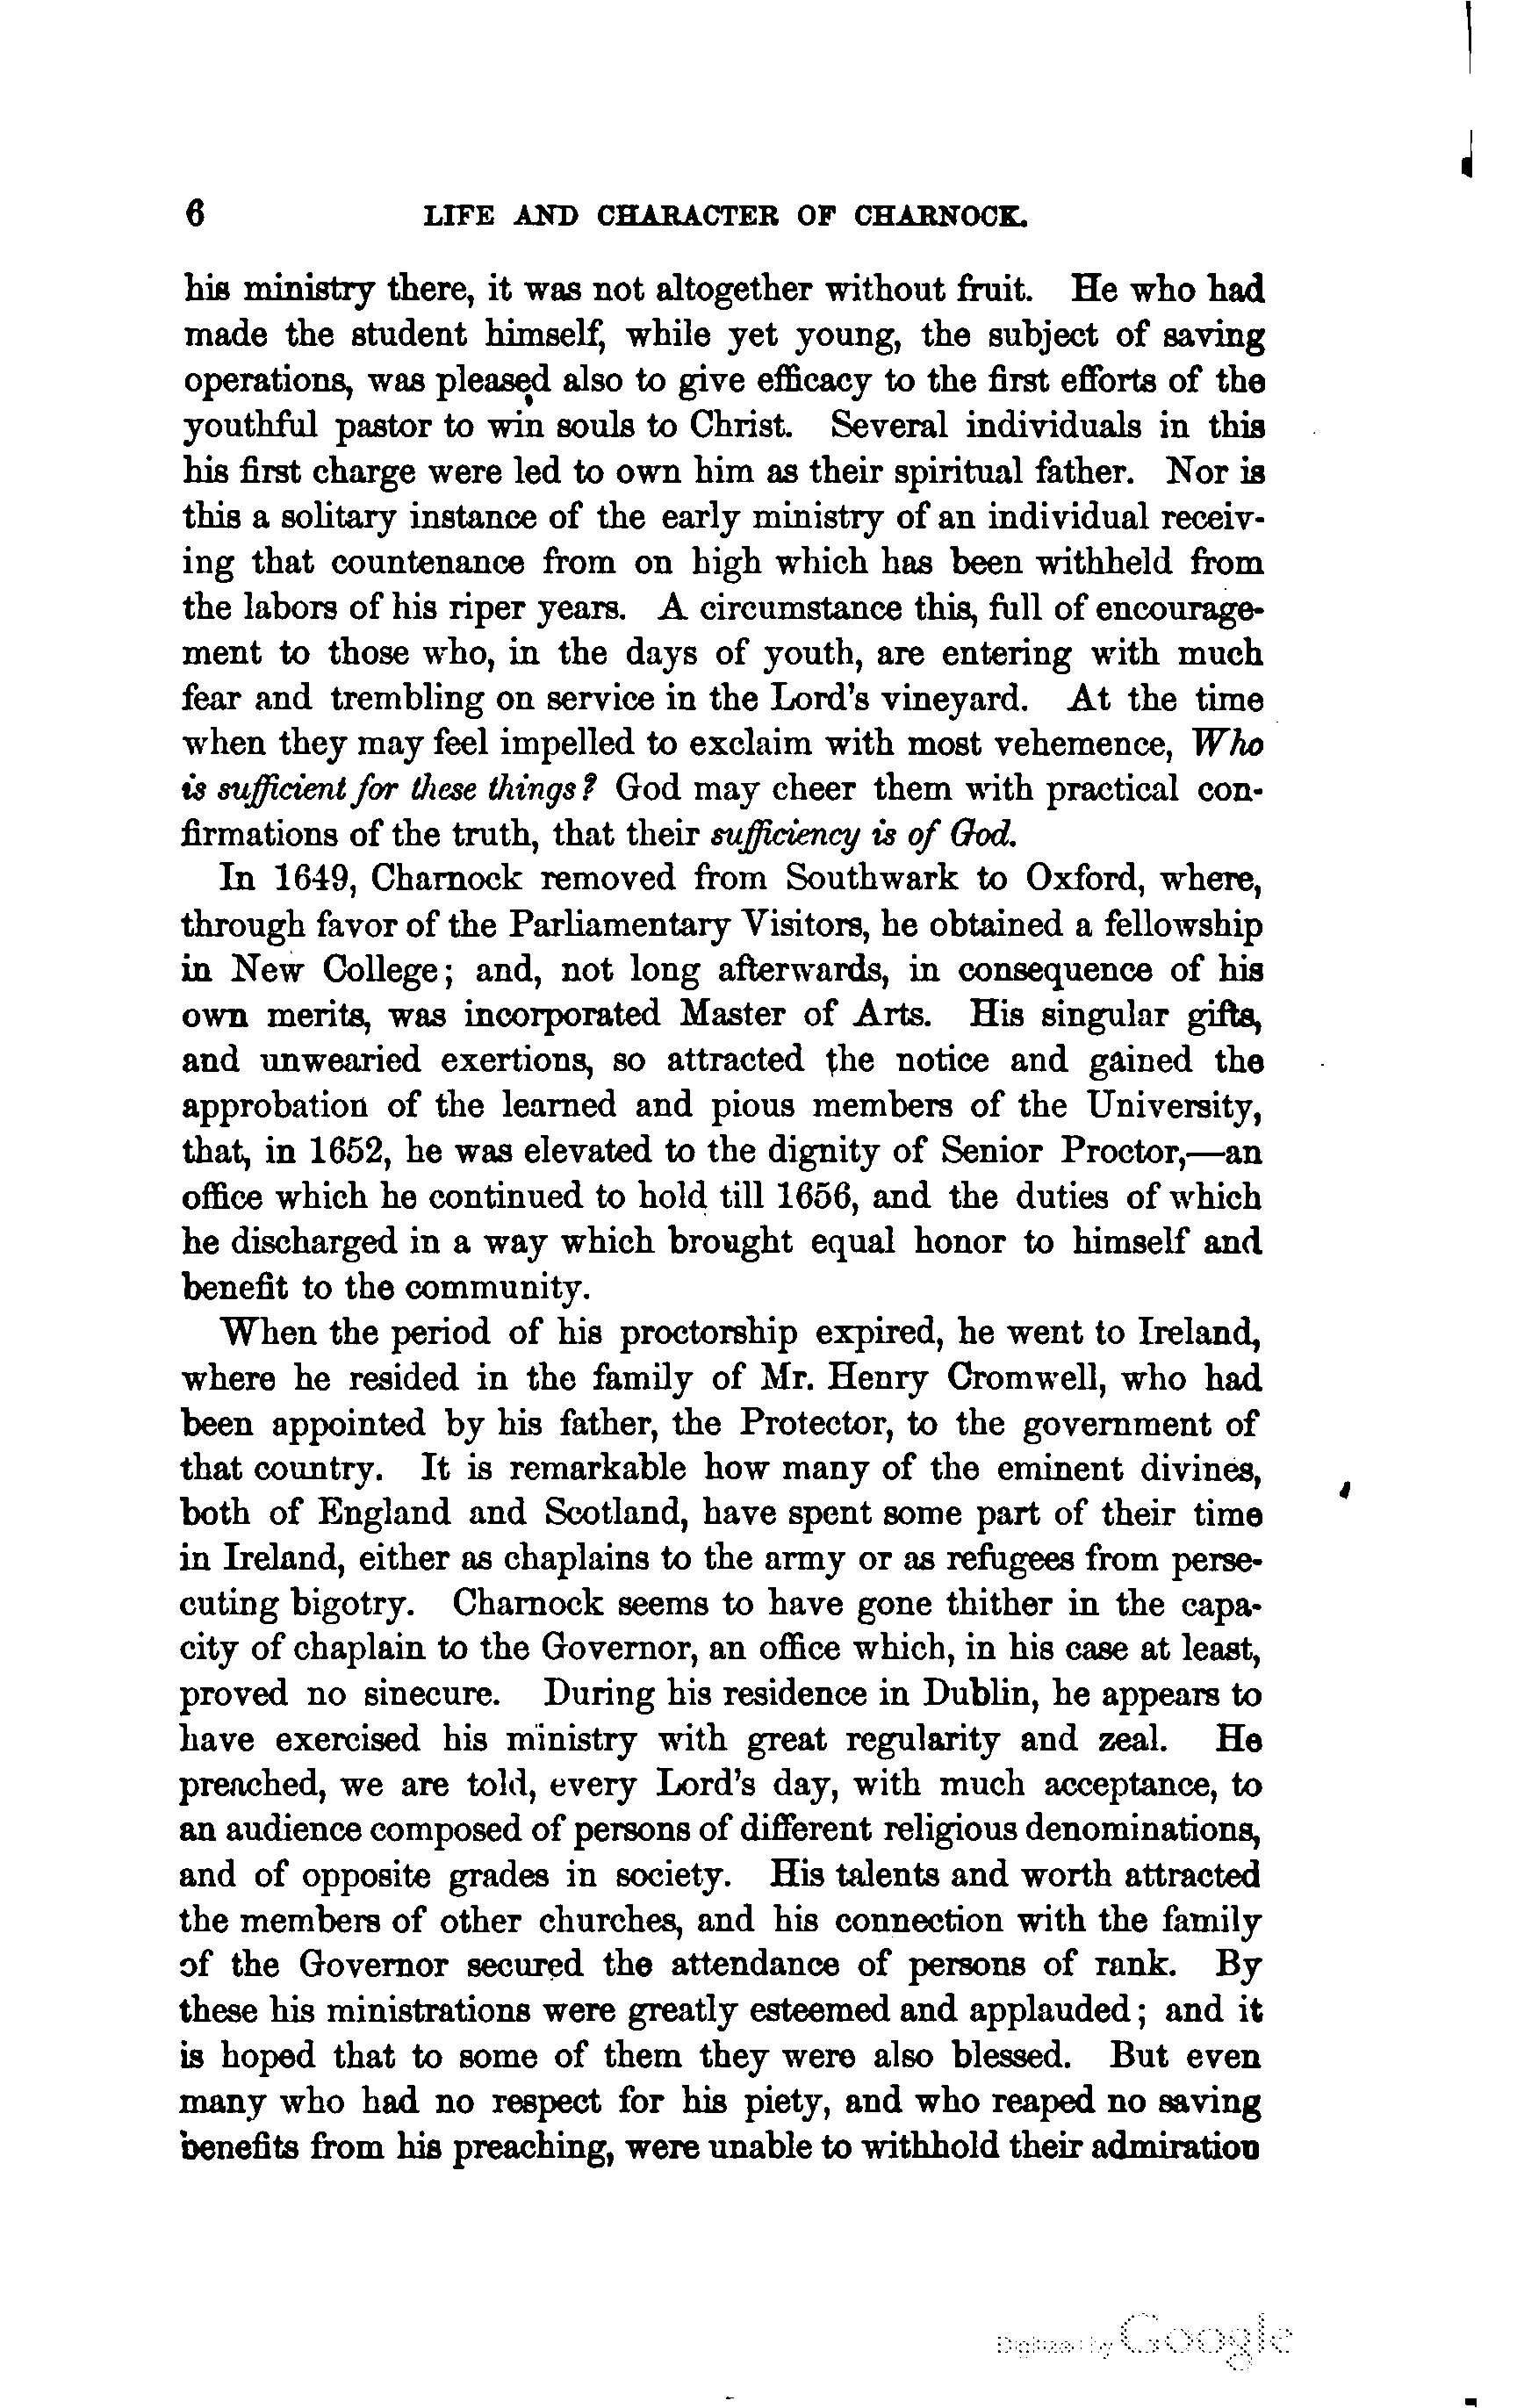 6 LIFE AND CHARACTER OF CHARNOCK.
his ministry there, it was not altogether without fruit. He who had
made the student himself, while yet young, the subject of saving
operations, was pleased also to give efficacy to the first efforts of the
youthful pastor to win souls to Christ. Several individuals in this
his first charge were led to own him as their spiritual father. Nor is
this a solitary instance of the early ministry of an individual receiv-
ing that countenance from on high which has been withheld from
the labors of his riper years. A circumstance this, full of encourage-
ment to those who, in the days of youth, are entering with much
fear and trembling on service in the Lord's vineyard. At the time
when they may feel impelled to exclaim with most vehemence, Who
is sufficient for these things? God may cheer them with practical con-
firmations of the truth, that their sufficiency is of God.
In 1649, Charnock removed from Southwark to Oxford, where,
through favor of the Parliamentary Visitors, he obtained a fellowship
in New College; and, not long afterwards, in consequence of his
own merits, was incorporated Master of Arts. His singular gifts,
and unwearied exertions, so attracted the notice and gained the
approbation of the learned and pious members of the University,
that, in 1652, he was elevated to the dignity of Senior Proctor,—an
office which he continued to hold till 1656, and the duties of which
he discharged in a way which brought equal honor to himself and
benefit to the community.
When the period of his proctorship expired, he went to Ireland,
where he resided in the family of Mr. Henry Cromwell, who had
been appointed by his father, the Protector, to the government of
that country. It is remarkable how many of the eminent divines,
both of England and Scotland, have spent some part of their time
in Ireland, either as chaplains to the army or as refugees from perse-
cuting bigotry. Charnock seems to have gone thither in the capa-
city of chaplain to the Governor, an office which, in his case at least,
proved no sinecure. During his residence in Dublin, he appears to
have exercised his ministry with great regularity and zeal. He
preached, we are told, every Lord's day, with much acceptance, to
an audience composed of persons of different religious denominations,
and of opposite grades in society. His talents and worth attracted
the members of other churches, and his connection with the family
of the Governor secured the attendance of persons of rank. By
these his ministrations were greatly esteemed and applauded; and it
is hoped that to some of them they were also blessed. But even
many who had no respect for his piety, and who reaped no saving
benefits from his preaching, were unable to withhold their admiration
Digitized by Google